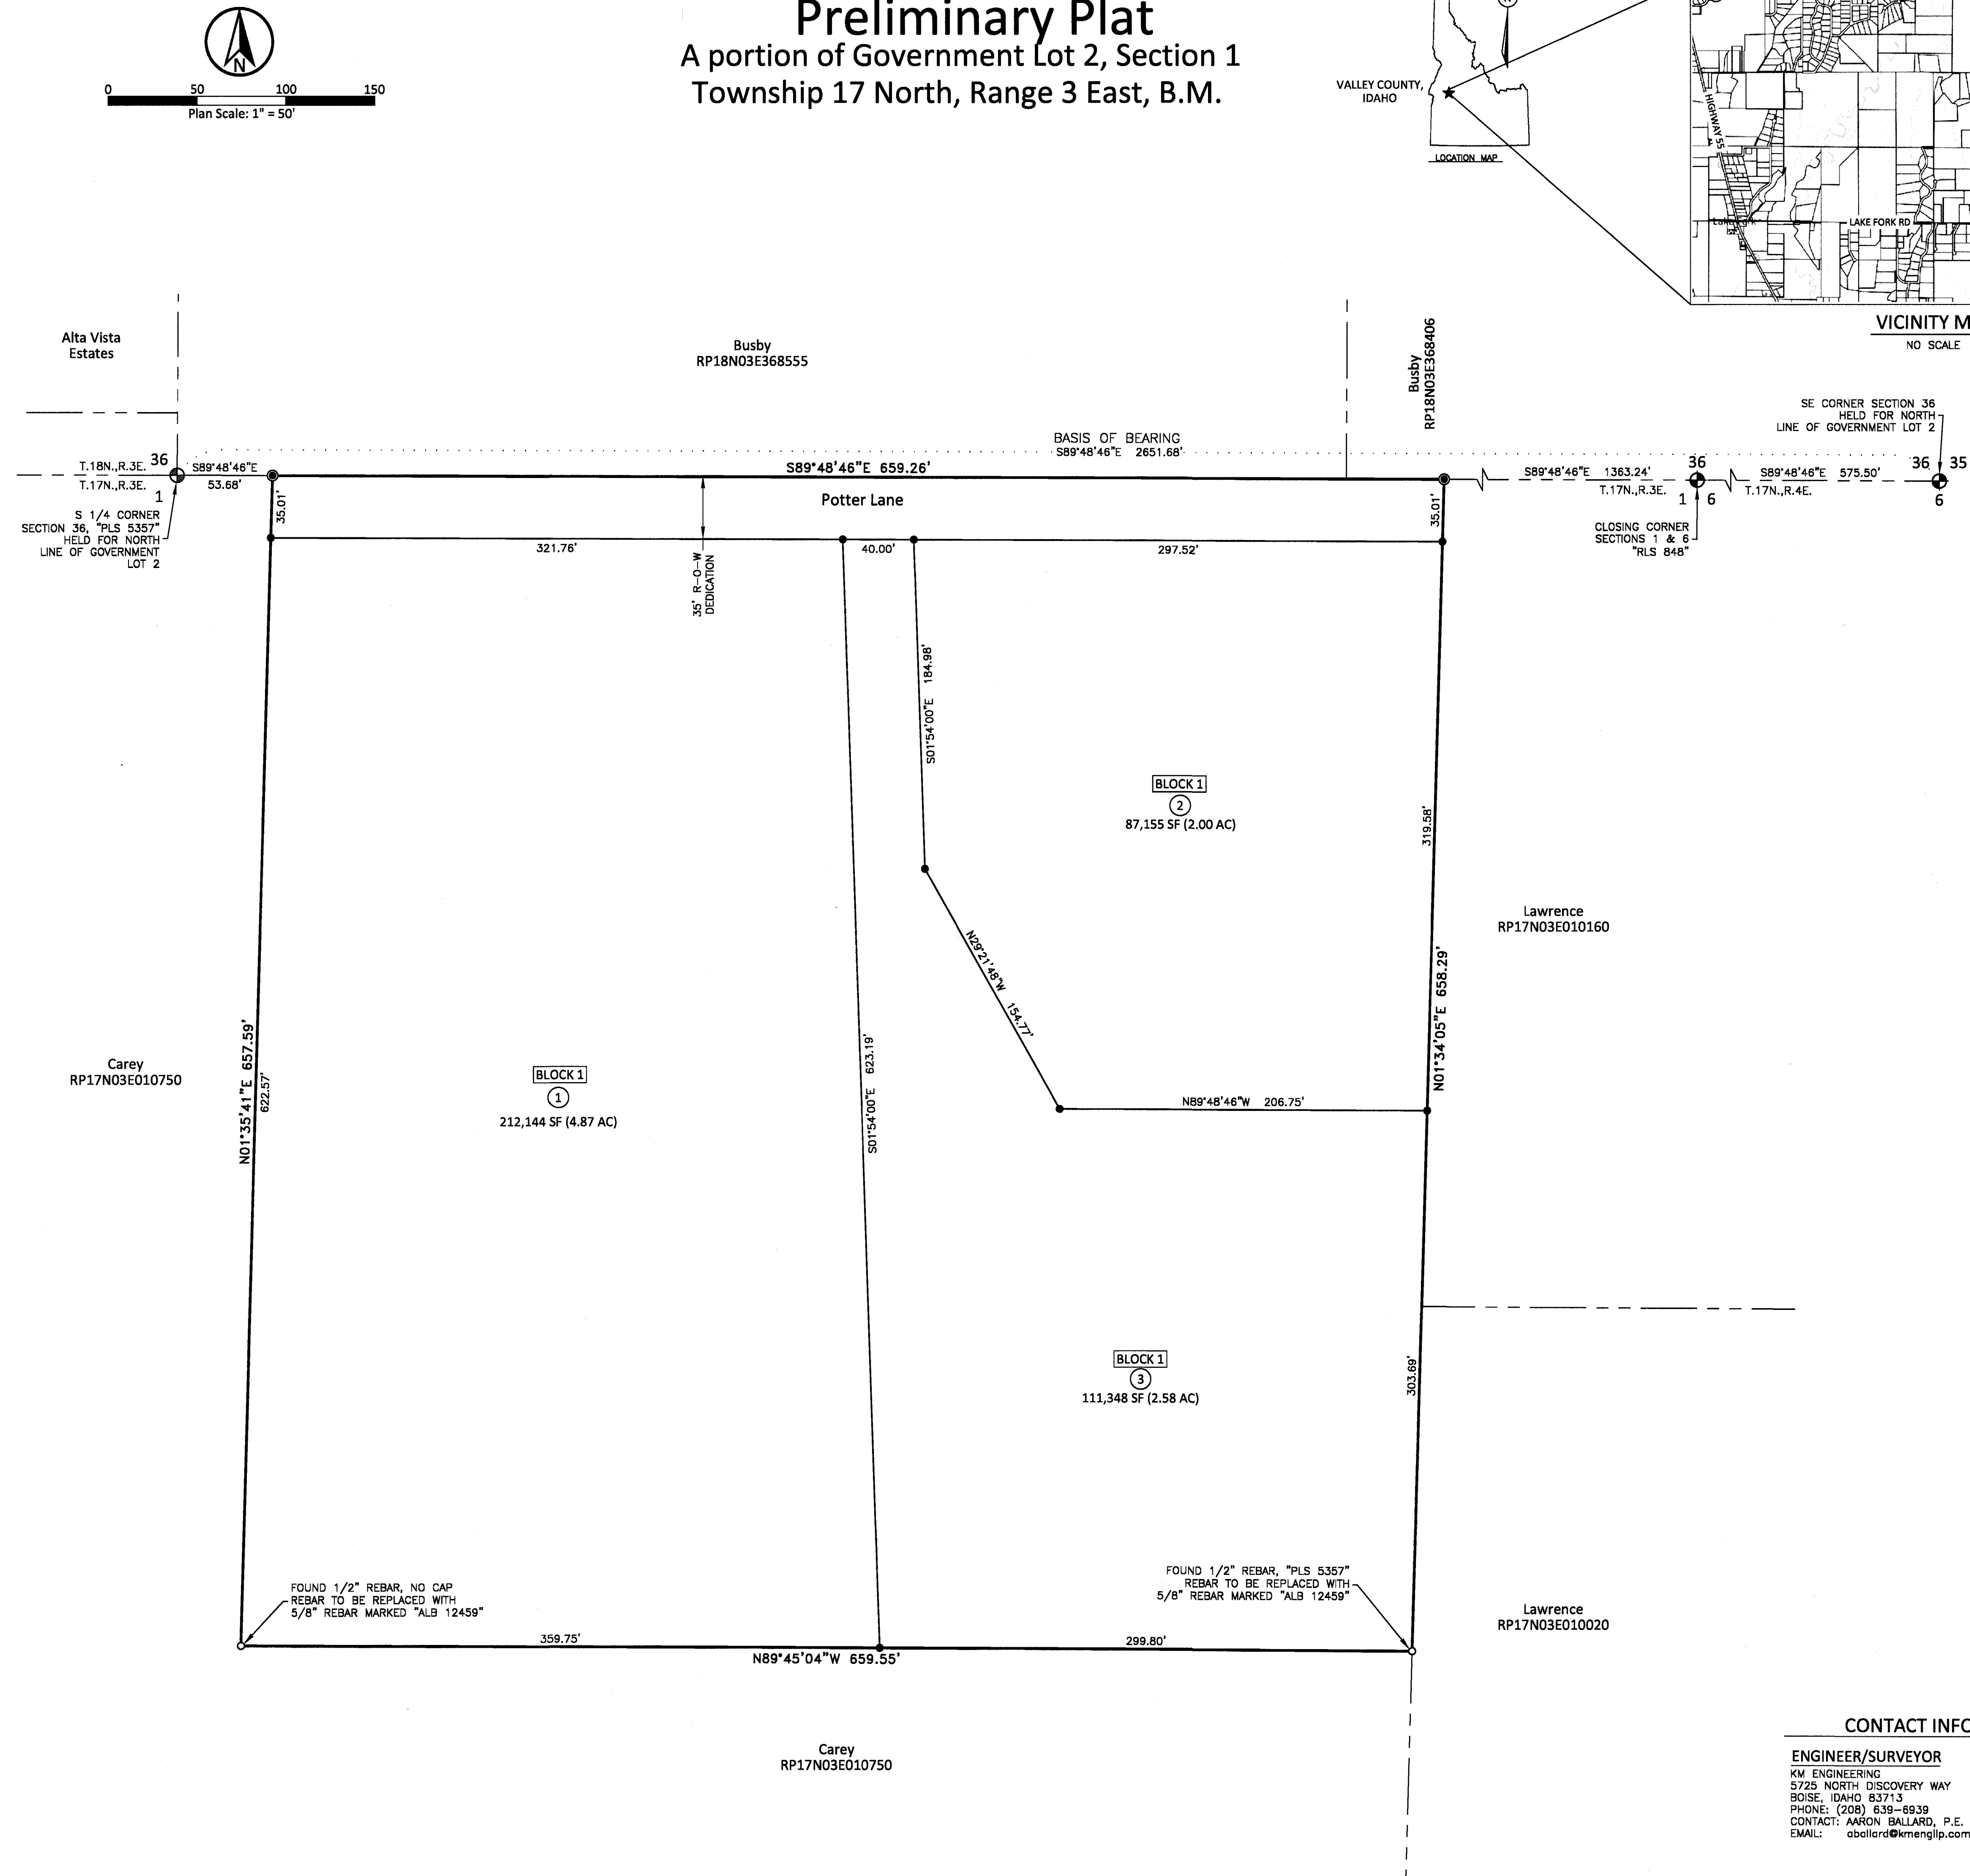 Preliminary Plat
A portion of Government Lot 2, Section 1
Township 17 North, Range 3 East, B.M.
N
0 50 100 150
Plan Scale: 1" = 50'
VALLEY COUNTY,
IDAHO
LOCATION MAP
HIGHWAY 55
LAKE FORK RD
VICINITY M
NO SCALE
Alta Vista
Estates
Busby
RP18N03E368555
Busby
RP18N03E368406
SE CORNER SECTION 36
HELD FOR NORTH
LINE OF GOVERNMENT LOT 2
BASIS OF BEARING
S89°48'46"E 2651.68'
T.18N.,R.3E. 36
T.17N.,R.3E. 1
S89°48'46"E
53.68'
S89°48'46"E 659.26'
S89°48'46"E 1363.24'
T.17N.,R.3E.
36
1 6
S89°48'46"E 575.50'
T.17N.,R.4E.
36 35
6
S 1/4 CORNER
SECTION 36, "PLS 5357"
HELD FOR NORTH
LINE OF GOVERNMENT
LOT 2
CLOSING CORNER
SECTIONS 1 & 6
"RLS 848"
35.01'
Potter Lane
35.01'
321.76'
40.00'
297.52'
35' R-O-W
DEDICATION
S01°54'00"E 184.98'
BLOCK 1
2
87,155 SF (2.00 AC)
319.58'
Lawrence
RP17N03E010160
N29°21'48"W 154.77'
N01°34'05"E 658.29'
Carey
RP17N03E010750
N01°35'41"E 657.59'
622.57'
BLOCK 1
1
212,144 SF (4.87 AC)
S01°54'00"E 623.19'
N89°48'46"W 206.75'
BLOCK 1
3
111,348 SF (2.58 AC)
303.69'
FOUND 1/2" REBAR, NO CAP
REBAR TO BE REPLACED WITH
5/8" REBAR MARKED "ALB 12459"
FOUND 1/2" REBAR, "PLS 5357"
REBAR TO BE REPLACED WITH
5/8" REBAR MARKED "ALB 12459"
Lawrence
RP17N03E010020
359.75'
299.80'
N89°45'04"W 659.55'
Carey
RP17N03E010750
CONTACT INFO
ENGINEER/SURVEYOR
KM ENGINEERING
5725 NORTH DISCOVERY WAY
BOISE, IDAHO 83713
PHONE: (208) 639-6939
CONTACT: AARON BALLARD, P.E.
EMAIL: aballard@kmengllp.com